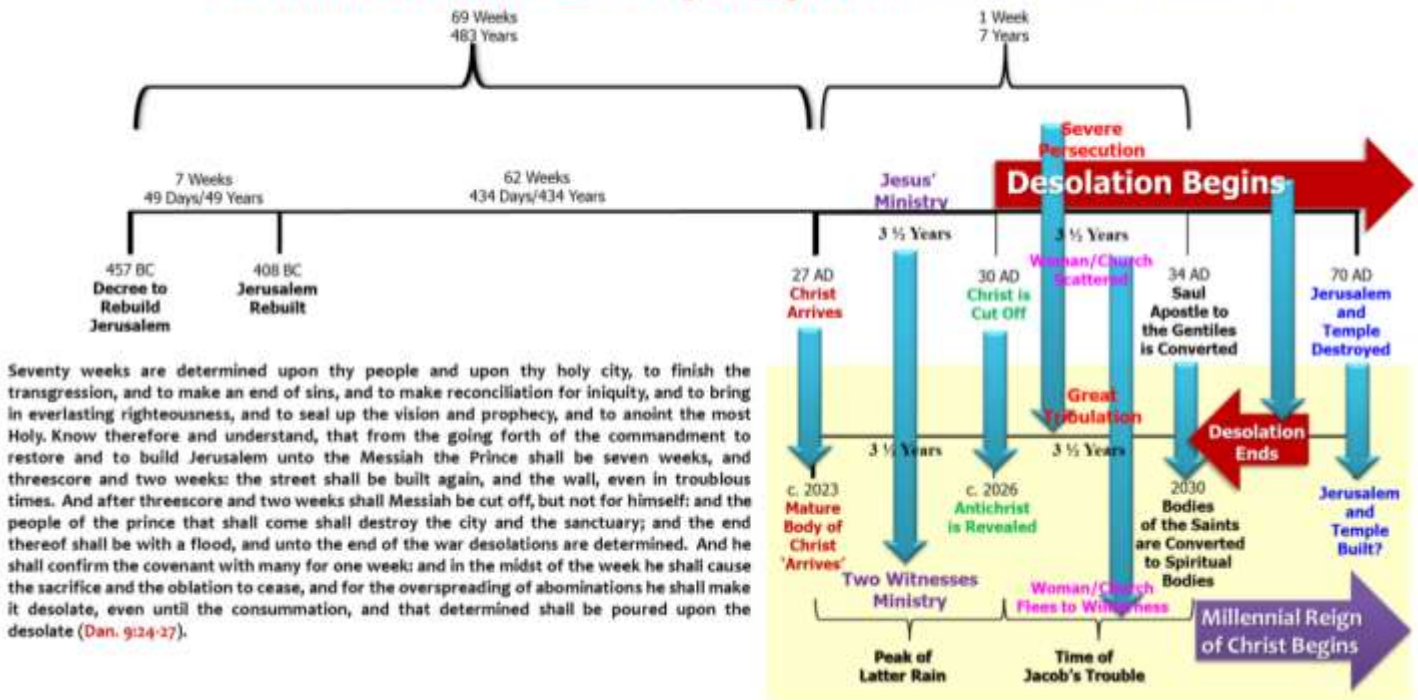 69 Weeks
483 Years
1 Week
7 Years
Severe
Persecution
Desolation Begins
7 Weeks
49 Days/49 Years
62 Weeks
434 Days/434 Years
Jesus'
Ministry
3 ½ Years
3 ½ Years
Woman/Church
Scattered
457 BC
Decree to
Rebuild
Jerusalem
408 BC
Jerusalem
Rebuilt
27 AD
Christ
Arrives
30 AD
Christ is
Cut Off
34 AD
Saul
Apostle to
the Gentiles
is Converted
70 AD
Jerusalem
and
Temple
Destroyed
Seventy weeks are determined upon thy people and upon thy holy city, to finish the
transgression, and to make an end of sins, and to make reconciliation for iniquity, and to bring
in everlasting righteousness, and to seal up the vision and prophecy, and to anoint the most
Holy. Know therefore and understand, that from the going forth of the commandment to
restore and to build Jerusalem unto the Messiah the Prince shall be seven weeks, and
threescore and two weeks: the street shall be built again, and the wall, even in troublous
times. And after threescore and two weeks shall Messiah be cut off, but not for himself: and the
people of the prince that shall come shall destroy the city and the sanctuary; and the end
thereof shall be with a flood, and unto the end of the war desolations are determined. And he
shall confirm the covenant with many for one week: and in the midst of the week he shall cause
the sacrifice and the oblation to cease, and for the overspreading of abominations he shall make
it desolate, even until the consummation, and that determined shall be poured upon the
desolate (Dan. 9:24-27).
Great
Tribulation
Desolation
Ends
3 ½ Years
3 ½ Years
c. 2023
Mature
Body of
Christ
'Arrives'
c. 2026
Antichrist
is Revealed
2030
Bodies
of the Saints
are Converted
to Spiritual
Bodies
Jerusalem
and
Temple
Built?
Two Witnesses
Ministry
Woman/Church
Flees to Wilderness
Millennial Reign
of Christ Begins
Peak of
Latter Rain
Time of
Jacob's Trouble